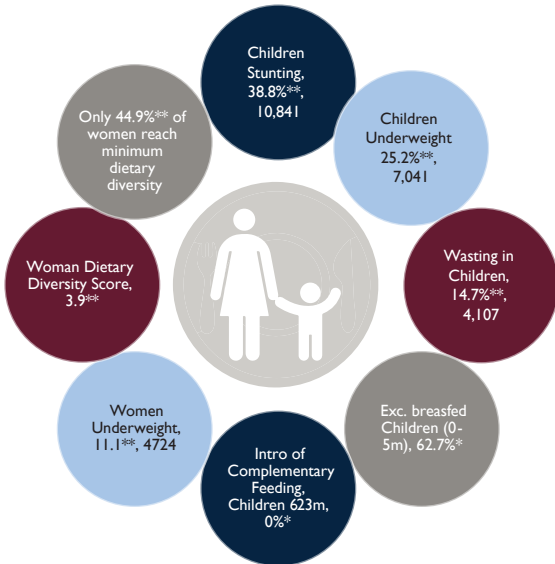 Children
Stunting,
38.8%**,
10,841
Children
Underweight
25.2%**,
7,041
Wasting in
Children,
14.7%**,
4,107
Exc. breasfed
Children (0-
5m), 62.7%*
Intro of
Complementary
Feeding,
Children 623m,
0%*
Women
Underweight,
11.1**, 4724
Woman Dietary
Diversity Score,
3.9**
Only 44.9%** of
women reach
minimum
dietary
diversity